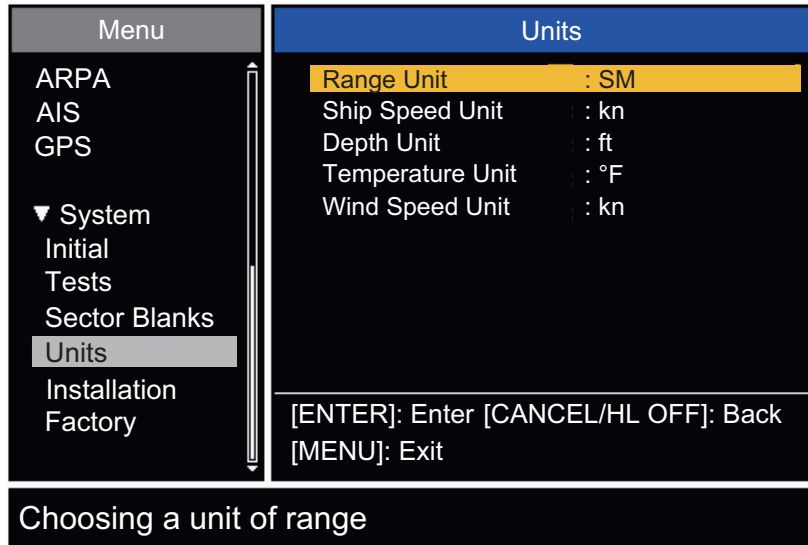 Menu
ARPA
AIS
GPS
▼ System
Initial
Tests
Sector Blanks
Units
Installation
Factory
Units
Range Unit : SM
Ship Speed Unit : kn
Depth Unit : ft
Temperature Unit : °F
Wind Speed Unit : kn
[ENTER]: Enter [CANCEL/HL OFF]: Back
[MENU]: Exit
Choosing a unit of range